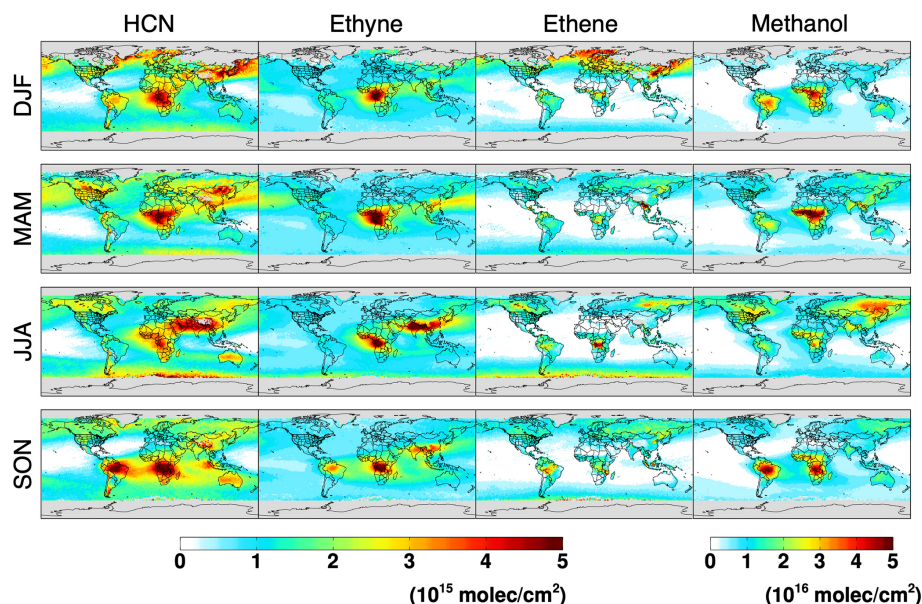 HCN Ethyne Ethene Methanol
DJF
MAM
JJA
SON
0 1 2 3 4 5 0 1 2 3 4 5
(10¹⁵ molec/cm²) (10¹⁶ molec/cm²)